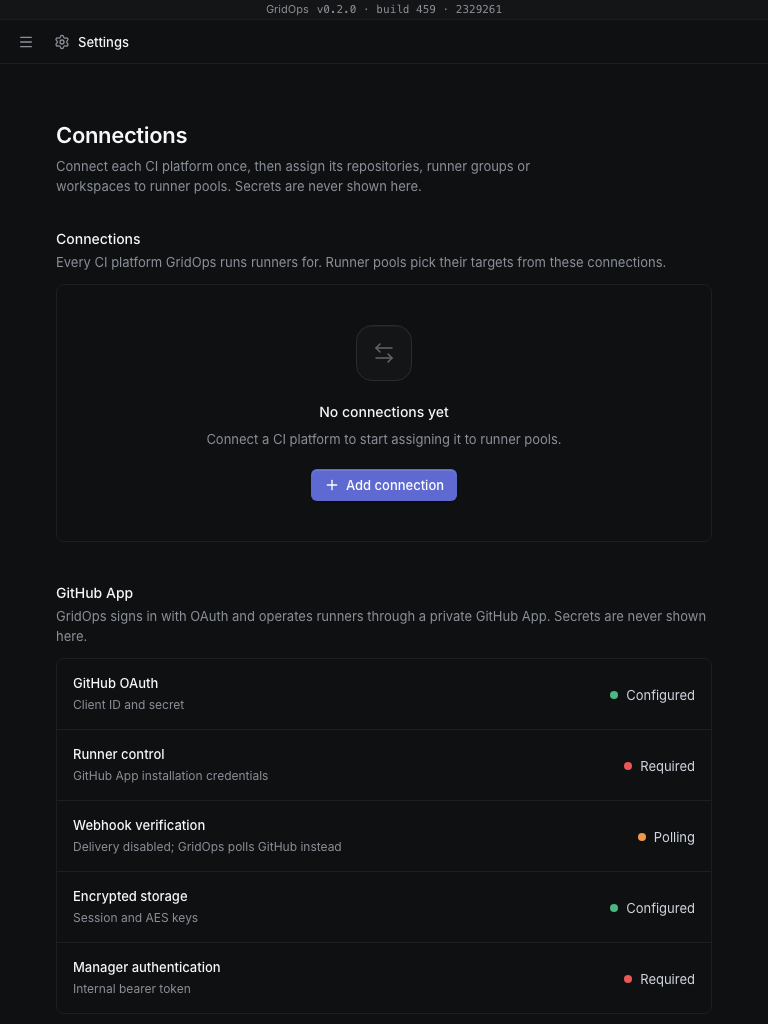 GridOps v0.2.0 · build 459 · 2329261
Settings
Connections
Connect each CI platform once, then assign its repositories, runner groups or
workspaces to runner pools. Secrets are never shown here.
Connections
Every CI platform GridOps runs runners for. Runner pools pick their targets from these connections.
No connections yet
Connect a CI platform to start assigning it to runner pools.
Add connection
GitHub App
GridOps signs in with OAuth and operates runners through a private GitHub App. Secrets are never shown
here.
GitHub OAuth
Client ID and secret
Configured
Runner control
GitHub App installation credentials
Required
Webhook verification
Delivery disabled; GridOps polls GitHub instead
Polling
Encrypted storage
Session and AES keys
Configured
Manager authentication
Internal bearer token
Required